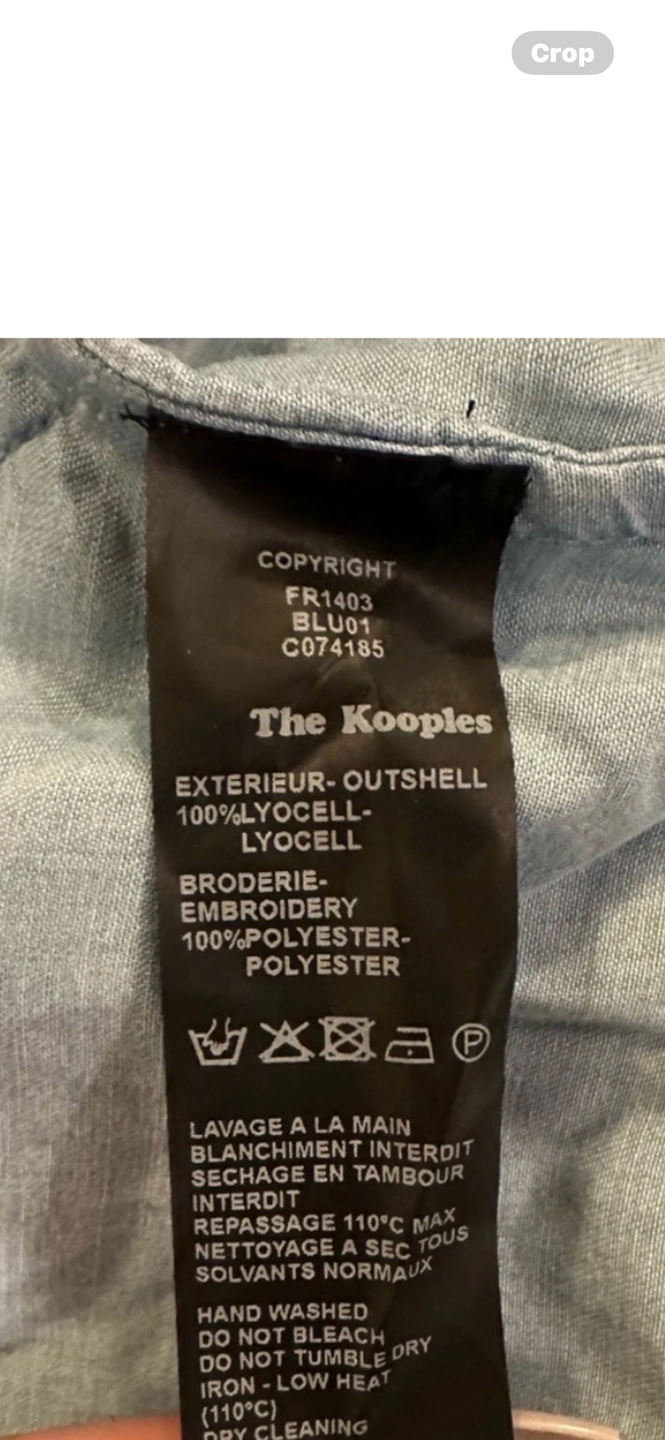 Crop
COPYRIGHT
FR1403
BLU01
C074185
The Kooples
EXTERIEUR- OUTSHELL
100%LYOCELL-
LYOCELL
BRODERIE-
EMBROIDERY
100%POLYESTER-
POLYESTER
P
LAVAGE A LA MAIN
BLANCHIMENT INTERDIT
SECHAGE EN TAMBOUR
INTERDIT
REPASSAGE 110°C MAX
NETTOYAGE A SEC TOUS
SOLVANTS NORMAUX
HAND WASHED
DO NOT BLEACH
DO NOT TUMBLE DRY
IRON - LOW HEAT
(110°C)
DRY CLEANING